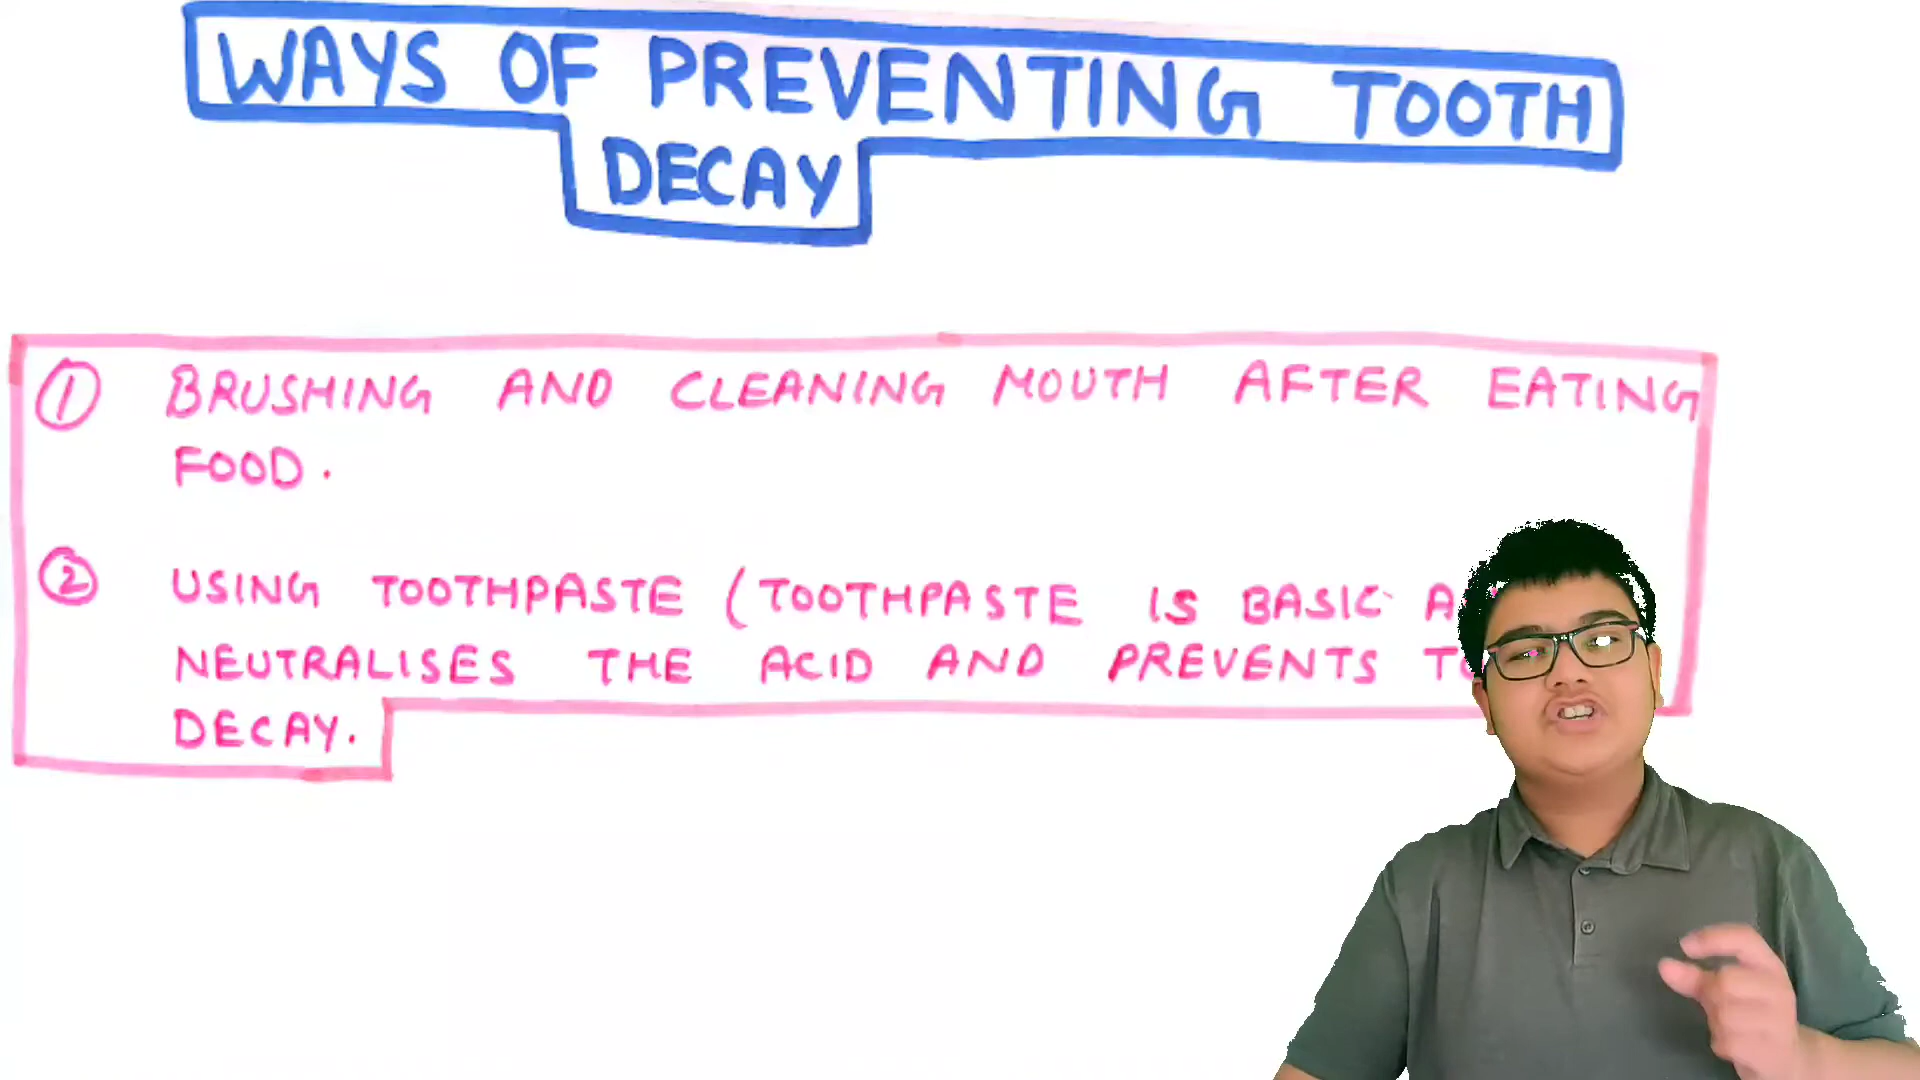 WAYS OF PREVENTING TOOTH
DECAY
① BRUSHING AND CLEANING MOUTH AFTER EATING
FOOD.
② USING TOOTHPASTE (TOOTHPASTE IS BASIC
NEUTRALISES THE ACID AND PREVENTS
DECAY.